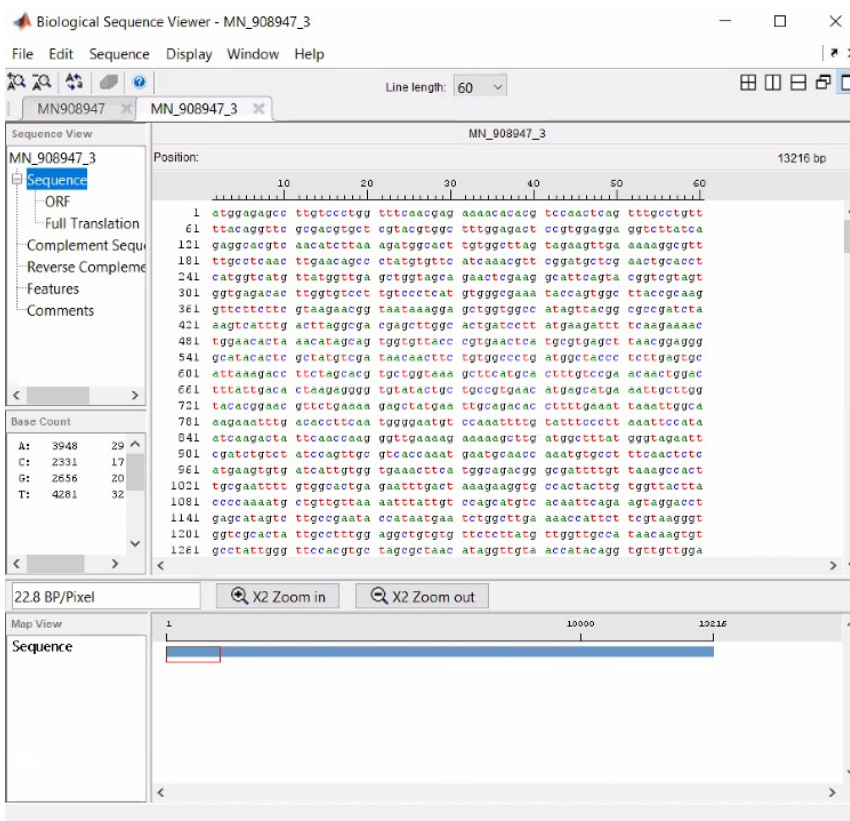 Biological Sequence Viewer - MN_908947_3
File Edit Sequence Display Window Help
Line length: 60
MN908947 MN_908947_3
Sequence View
MN_908947_3
Sequence
ORF
Full Translation
Complement Seque
Reverse Compleme
Features
Comments
MN_908947_3
Position: 13216 bp
10 20 30 40 50 60
1 atggagagcc ttgtccctgg tttcaacgag aaaacacacg tccaactcag tttgcctgtt
61 ttacaggttc gcgacgtgct cgtacgtggc tttggagact ccgtggagga ggtcttatca
121 gaggcacgtc aacatcttaa agatggcact tgtggcttag tagaagttga aaaaggcgtt
181 ttgcctcaac ttgaacagcc ctatgtgttc atcaaacgtt cggatgctcg aactgcacct
241 catggtcatg ttatggttga gctggtagca gaactcgaag gcattcagta cggtcgtagt
301 ggtgagacac ttggtgtcct tgtccctcat gtgggcgaaa taccagtggc ttaccgcaag
361 gttcttcttc gtaagaacgg taataaagga gctggtggcc atagttacgg cgccgatcta
421 aagtcatttg acttaggcga cgagcttggc actgatcctt atgaagattt tcaagaaaac
481 tggaacacta aacatagcag tggtgttacc cgtgaactca tgcgtgagct taacggaggg
541 gcatacactc gctatgtcga taacaacttc tgtggccctg atggctaccc tcttgagtgc
601 attaaagacc ttctagcacg tgctggtaaa gcttcatgca ctttgtccga acaactggac
661 tttattgaca ctaagagggg tgtatactgc tgccgtgaac atgagcatga aattgcttgg
721 tacacggaac gttctgaaaa gagctatgaa ttgcagacac cttttgaaat taaattggca
781 aagaaatttg acaccttcaa tggggaatgt ccaaattttg tatttccctt aaattccata
841 atcaagacta ttcaaccaag ggttgaaaag aaaaagcttg atggctttat gggtagaatt
901 cgatctgtct atccagttgc gtcaccaaat gaatgcaacc aaatgtgcct ttcaactctc
961 atgaagtgtg atcattgtgg tgaaacttca tggcagacgg gcgattttgt taaagccact
1021 tgcgaatttt gtggcactga gaatttgact aaagaaggtg ccactacttg tggttactta
1081 ccccaaaatg ctgttgttaa aatttattgt ccagcatgtc acaattcaga agtaggacct
1141 gagcatagtc ttgccgaata ccataatgaa tctggcttga aaaccattct tcgtaagggt
1201 ggtcgcacta ttgcctttgg aggctgtgtg ttctcttatg ttggttgcca taacaagtgt
1261 gcctattggg ttccacgtgc tagcgctaac ataggttgta accatacagg tgttgttgga
Base Count
A: 3948 29
C: 2331 17
G: 2656 20
T: 4281 32
22.8 BP/Pixel X2 Zoom in X2 Zoom out
Map View
1 10000 13216
Sequence